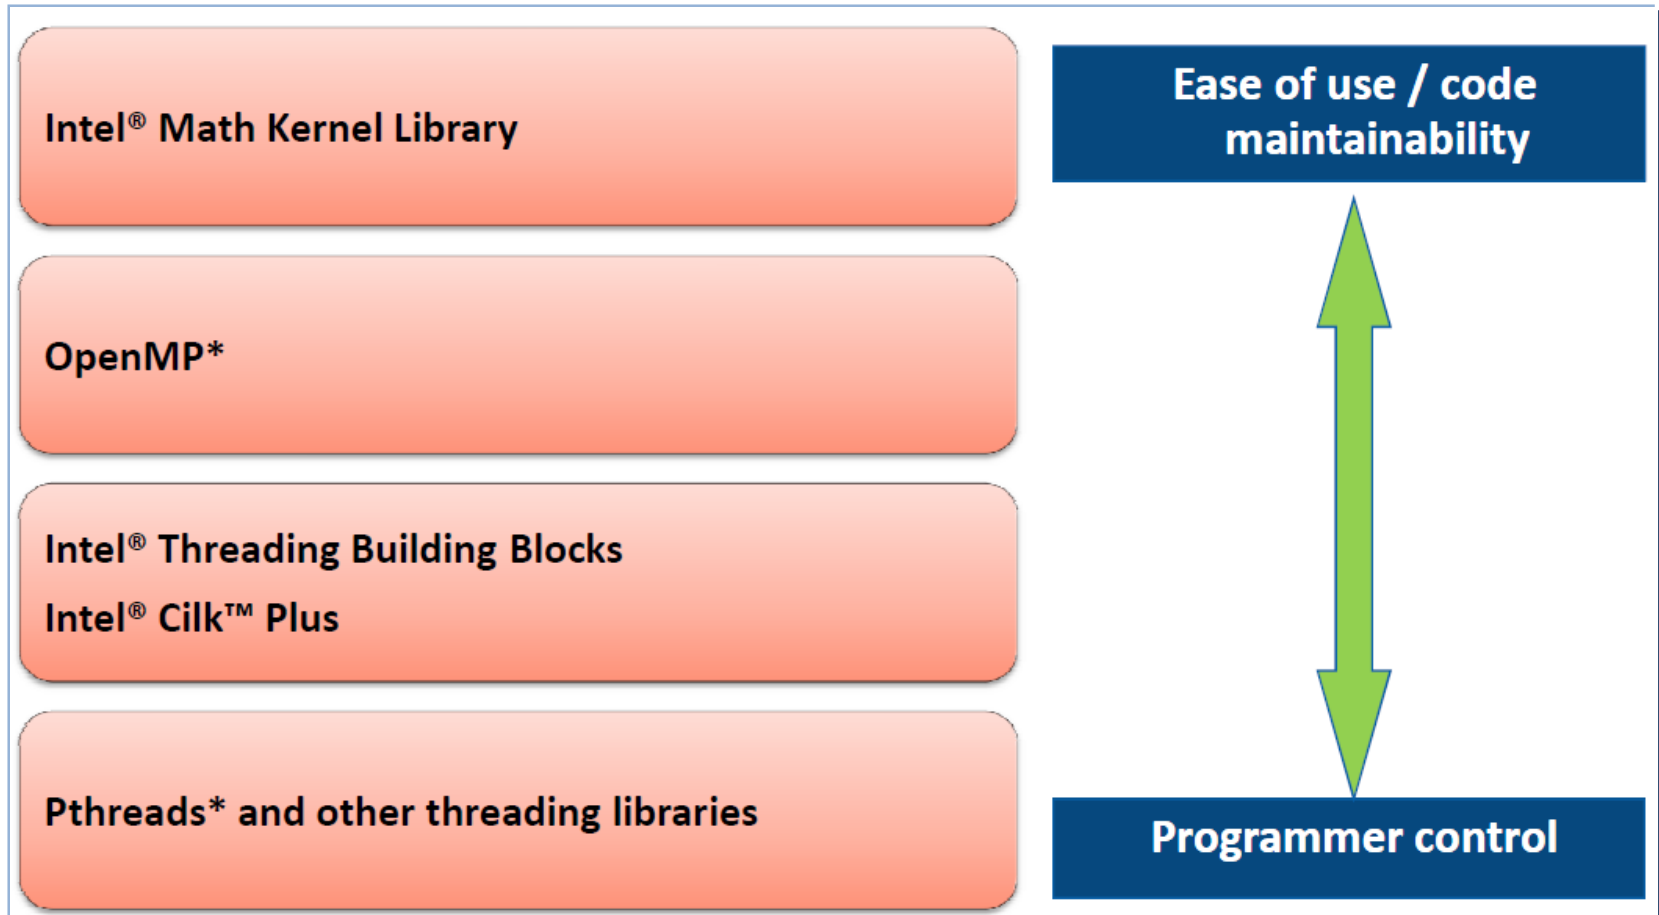 Intel® Math Kernel Library
Ease of use / code
maintainability
OpenMP*
Intel® Threading Building Blocks
Intel® Cilk™ Plus
Pthreads* and other threading libraries
Programmer control